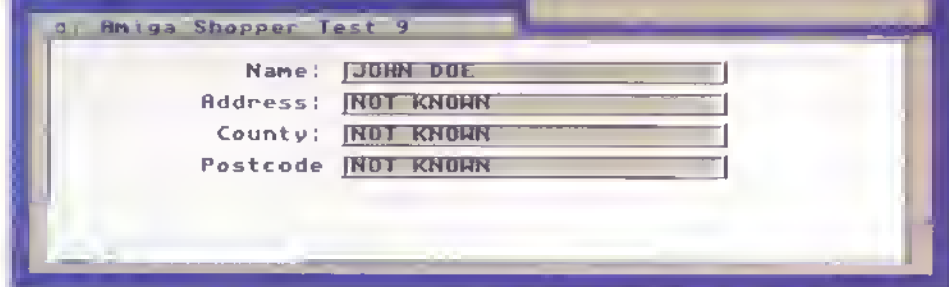 Amiga Shopper Test 9
Name: JOHN DOE
Address: NOT KNOWN
County: NOT KNOWN
Postcode NOT KNOWN